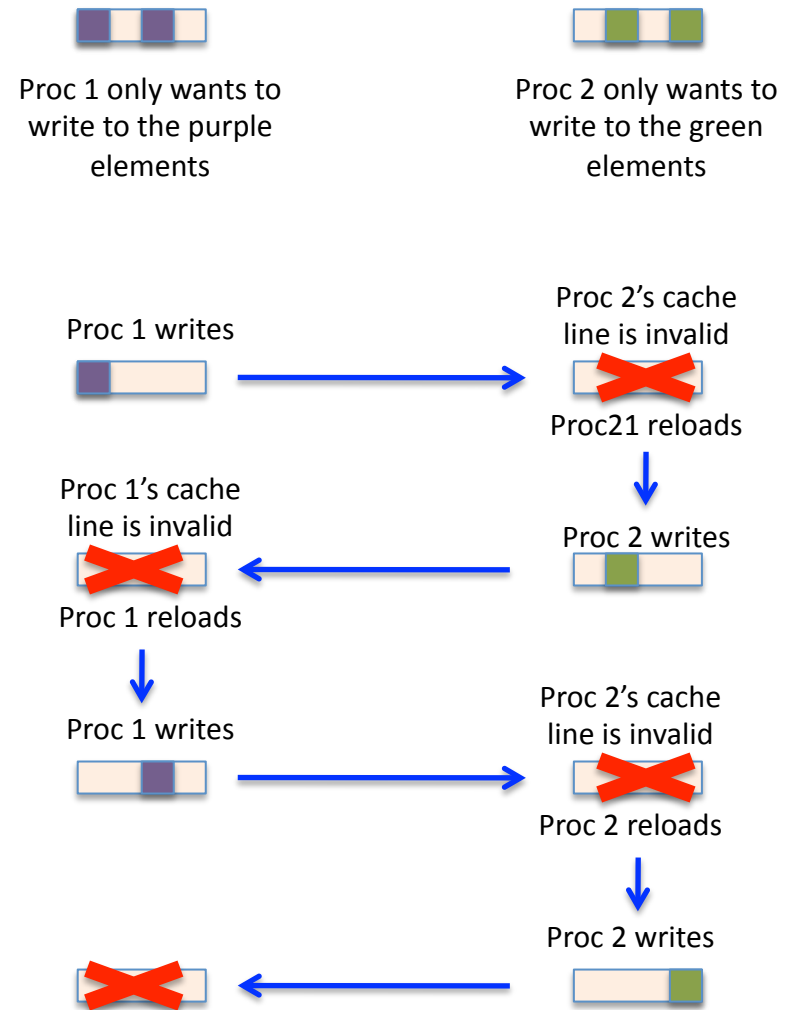 Proc 1 only wants to
write to the purple
elements
Proc 2 only wants to
write to the green
elements
Proc 1 writes
Proc 2’s cache
line is invalid
Proc21 reloads
Proc 2 writes
Proc 1’s cache
line is invalid
Proc 1 reloads
Proc 1 writes
Proc 2’s cache
line is invalid
Proc 2 reloads
Proc 2 writes